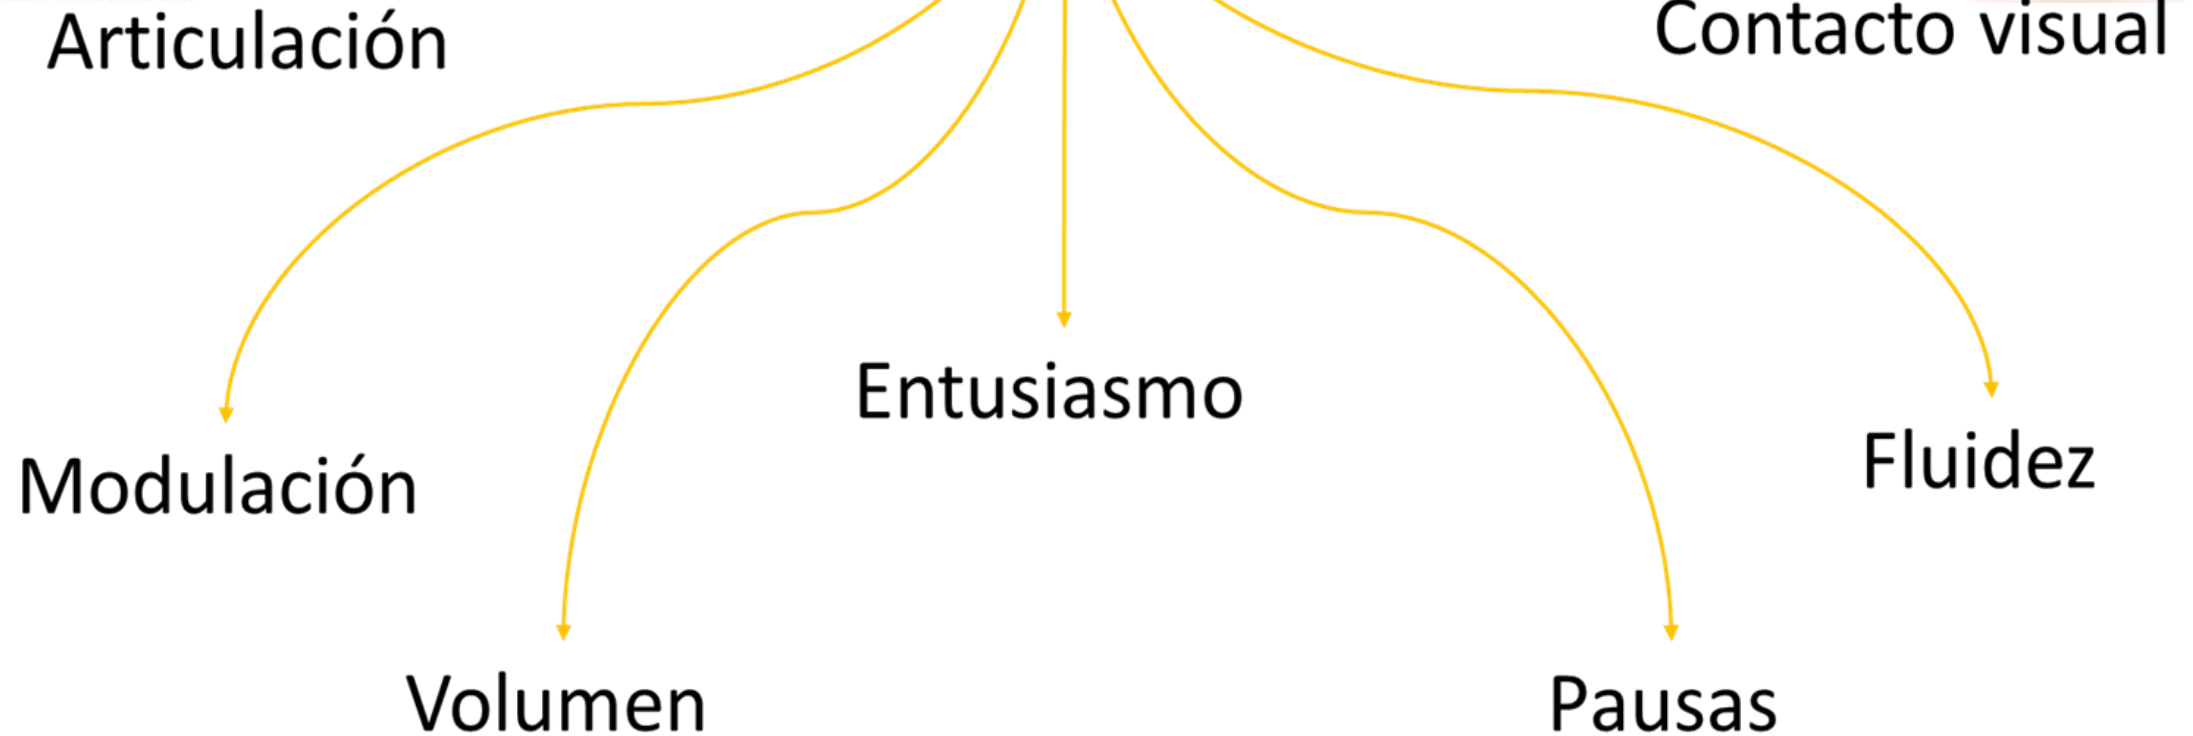 Articulación
Contacto visual
Entusiasmo
Modulación
Fluidez
Volumen
Pausas